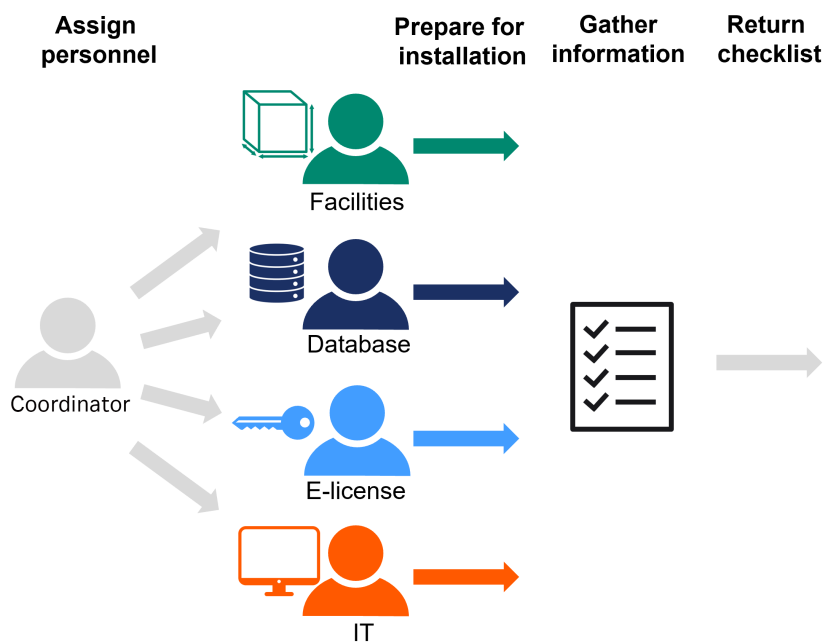 Assign
personnel
Prepare for
installation
Gather
information
Return
checklist
Facilities
Database
Coordinator
E-license
IT